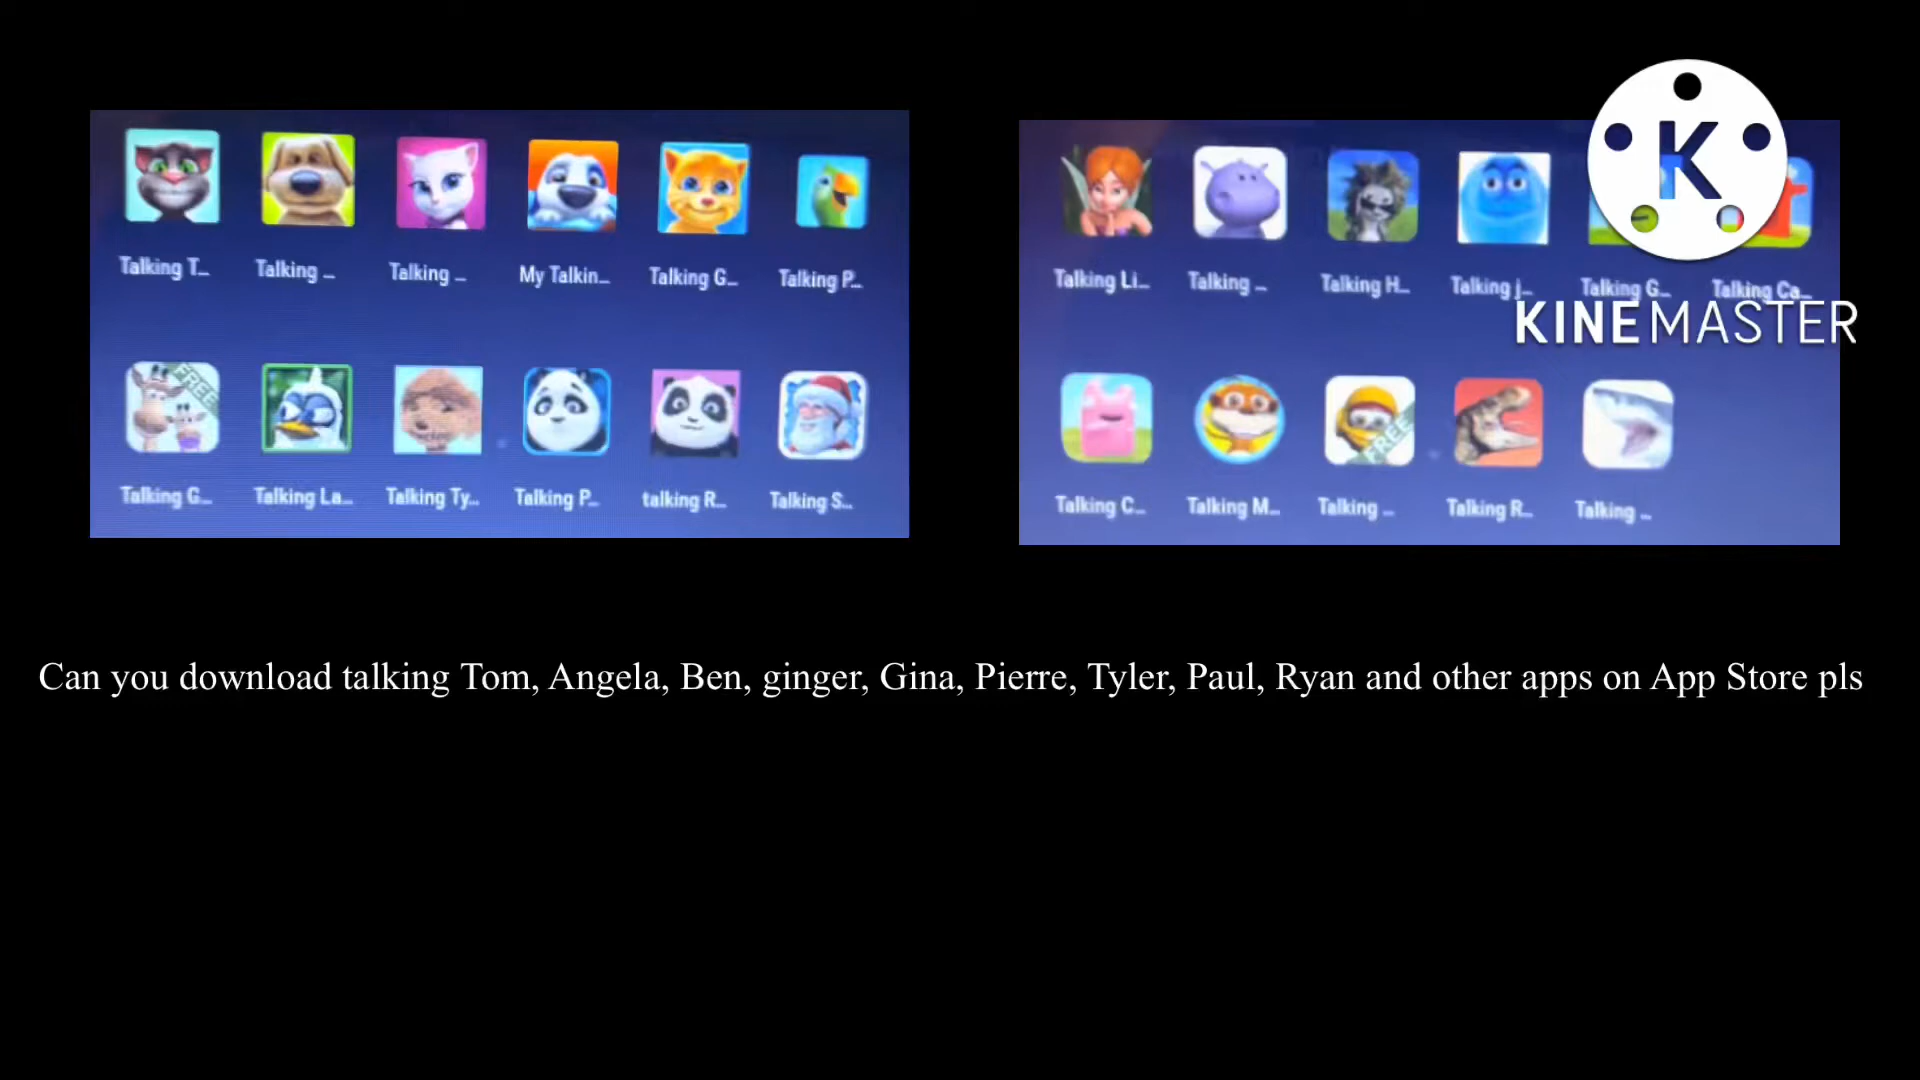 Talking T...
Talking ...
Talking ...
My Talkin...
Talking G...
Talking P...
FREE
Talking G...
Talking La...
Talking Ty...
Talking P...
talking R...
Talking S...
Talking Li...
Talking ...
Talking H...
Talking j...
Talking G...
Talking Ca...
K
KINEMASTER
FREE
Talking C...
Talking M...
Talking ...
Talking R...
Talking ...
Can you download talking Tom, Angela, Ben, ginger, Gina, Pierre, Tyler, Paul, Ryan and other apps on App Store pls